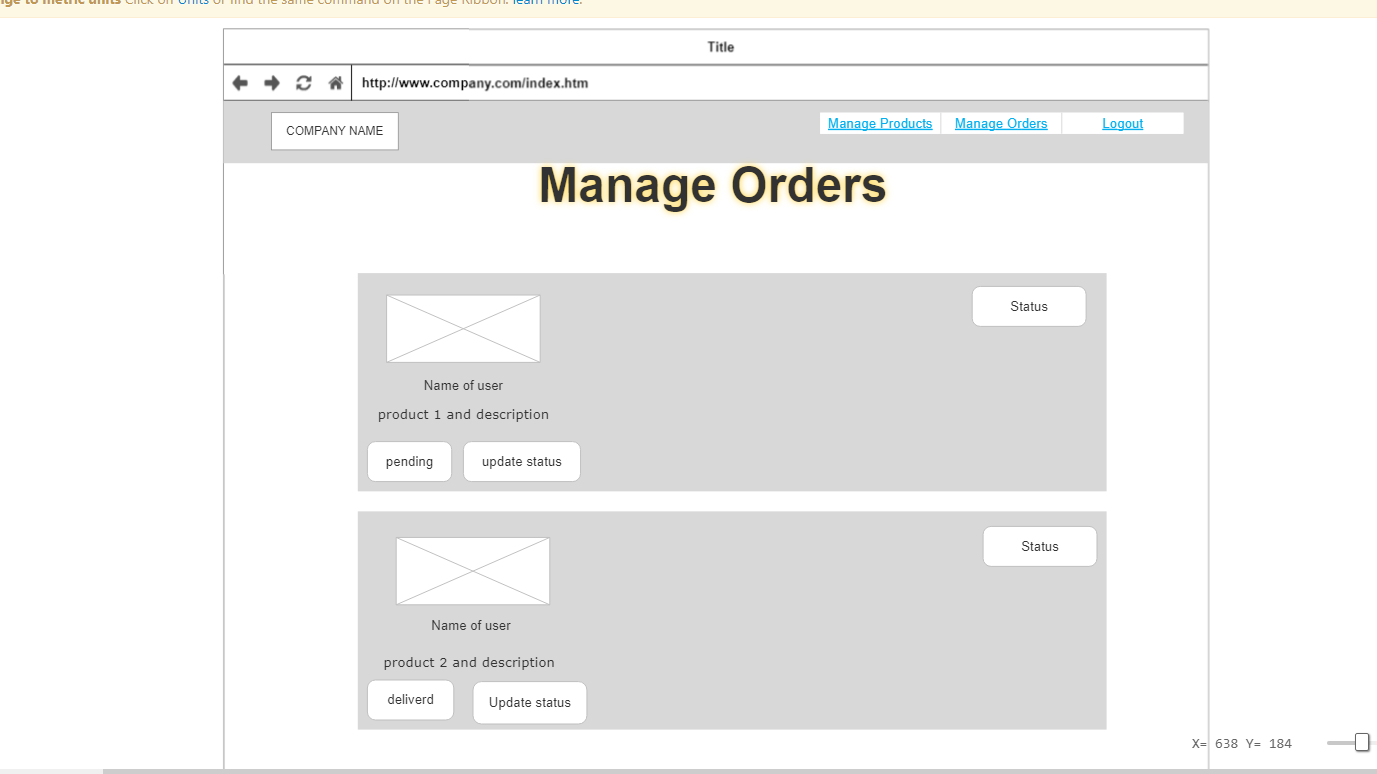 nge to metric units Click on Units or find the same command on the Page Ribbon. learn more.
Title
http://www.company.com/index.htm
COMPANY NAME
Manage Products Manage Orders Logout
Manage Orders
Status
Name of user
product 1 and description
pending update status
Status
Name of user
product 2 and description
deliverd Update status
X= 638 Y= 184